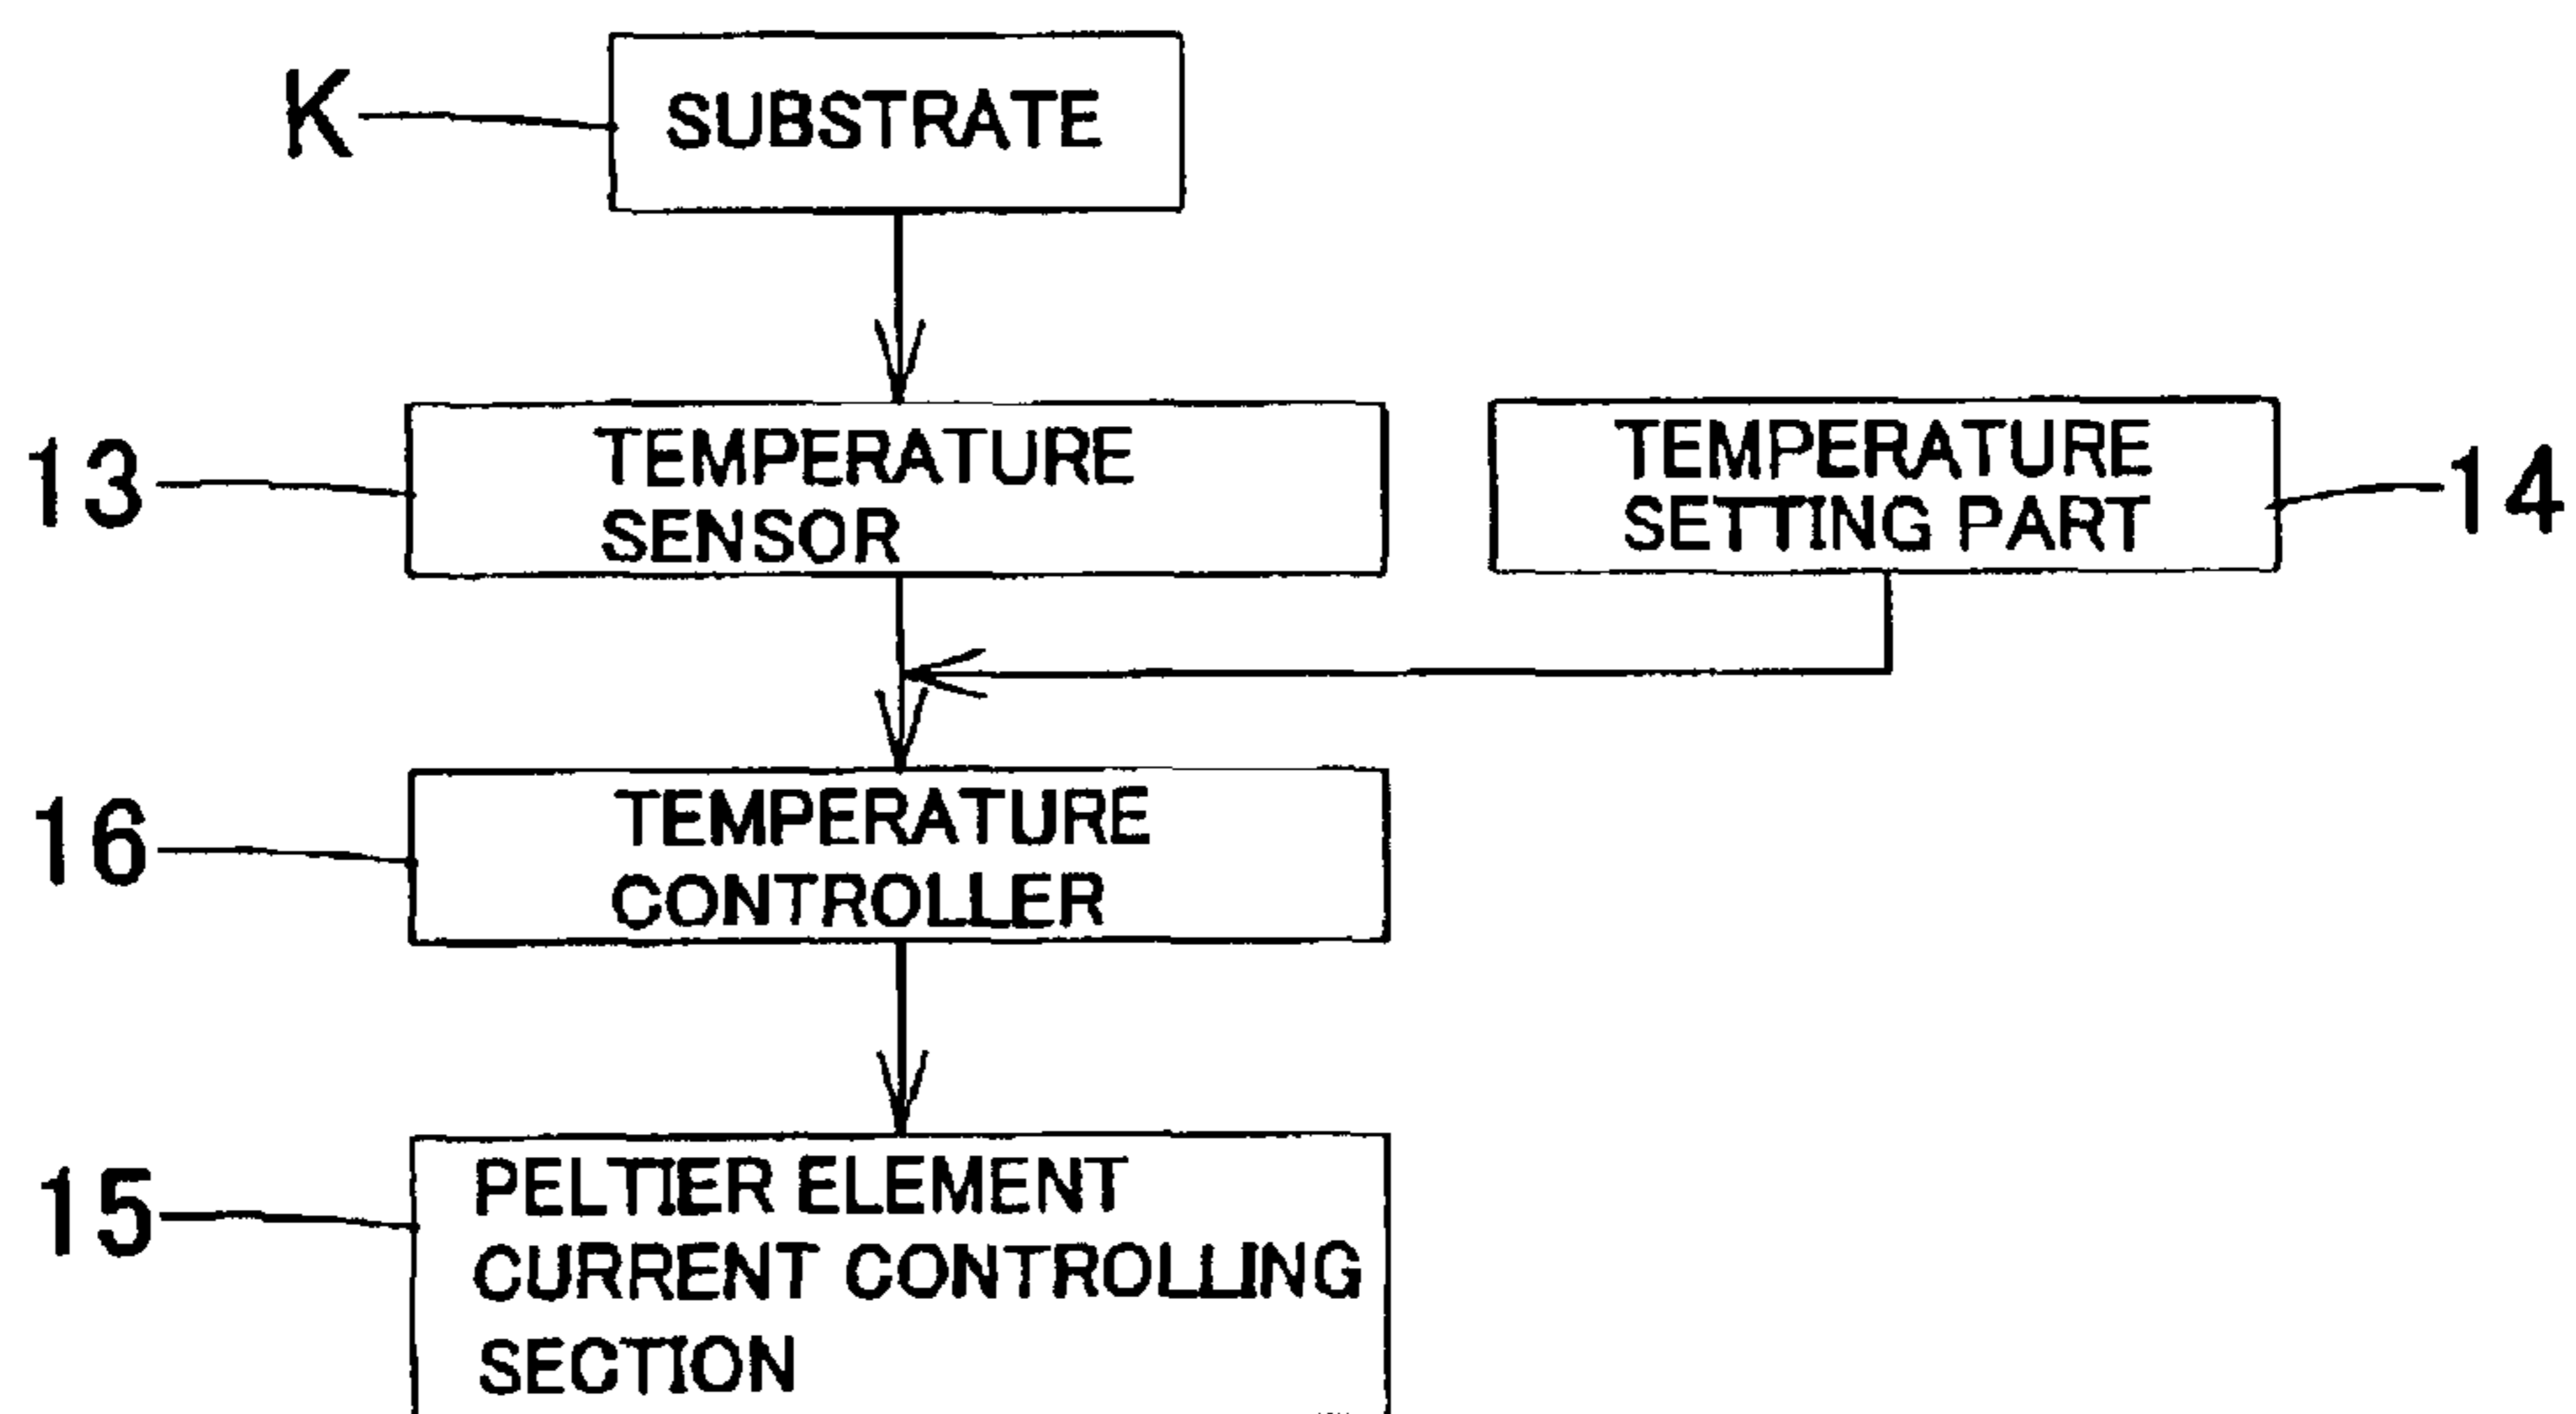 K
SUBSTRATE
13
TEMPERATURE
SENSOR
TEMPERATURE
SETTING PART
14
16
TEMPERATURE
CONTROLLER
15
PELTIER ELEMENT
CURRENT CONTROLLING
SECTION